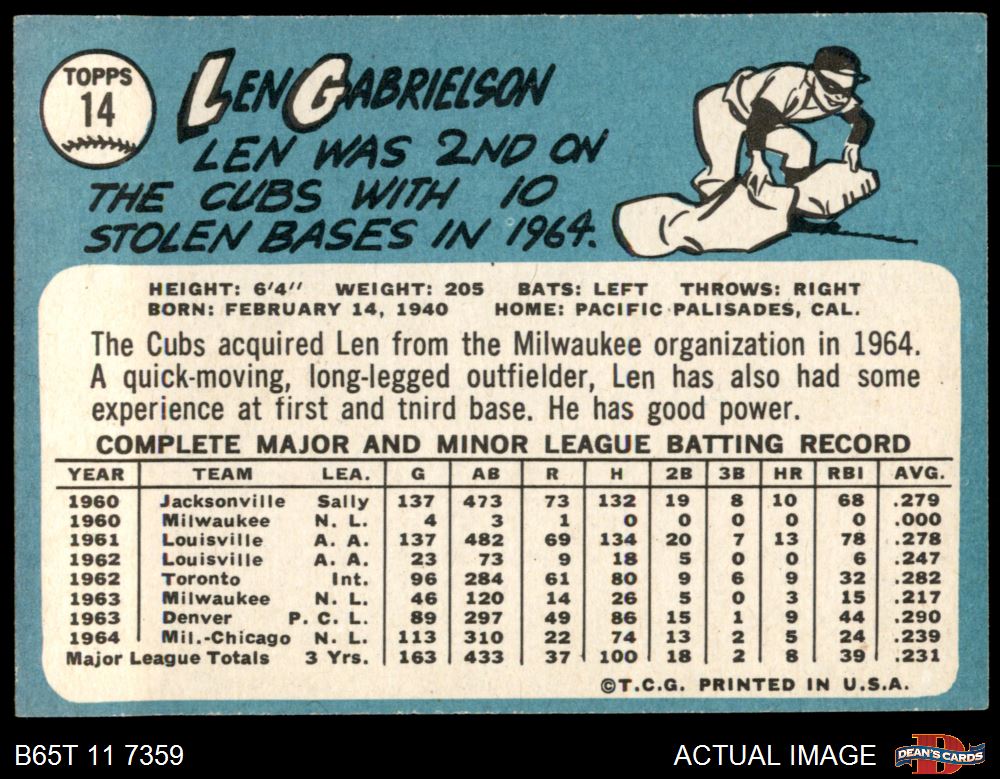 TOPPS
14
LEN GABRIELSON
LEN WAS 2ND ON
THE CUBS WITH 10
STOLEN BASES IN 1964.
HEIGHT: 6'4" WEIGHT: 205 BATS: LEFT THROWS: RIGHT
BORN: FEBRUARY 14, 1940 HOME: PACIFIC PALISADES, CAL.
The Cubs acquired Len from the Milwaukee organization in 1964.
A quick-moving, long-legged outfielder, Len has also had some
experience at first and tnird base. He has good power.
COMPLETE MAJOR AND MINOR LEAGUE BATTING RECORD
YEAR TEAM LEA. G AB R H 2B 3B HR RBI AVG.
1960 Jacksonville Sally 137 473 73 132 19 8 10 68 .279
1960 Milwaukee N. L. 4 3 1 0 0 0 0 0 .000
1961 Louisville A. A. 137 482 69 134 20 7 13 78 .278
1962 Louisville A. A. 23 73 9 18 5 0 0 6 .247
1962 Toronto Int. 96 284 61 80 9 6 9 32 .282
1963 Milwaukee N. L. 46 120 14 26 5 0 3 15 .217
1963 Denver P. C. L. 89 297 49 86 15 1 9 44 .290
1964 Mil.-Chicago N. L. 113 310 22 74 13 2 5 24 .239
Major League Totals 3 Yrs. 163 433 37 100 18 2 8 39 .231
©T.C.G. PRINTED IN U.S.A.
B65T 11 7359
ACTUAL IMAGE
D
DEAN'S CARDS